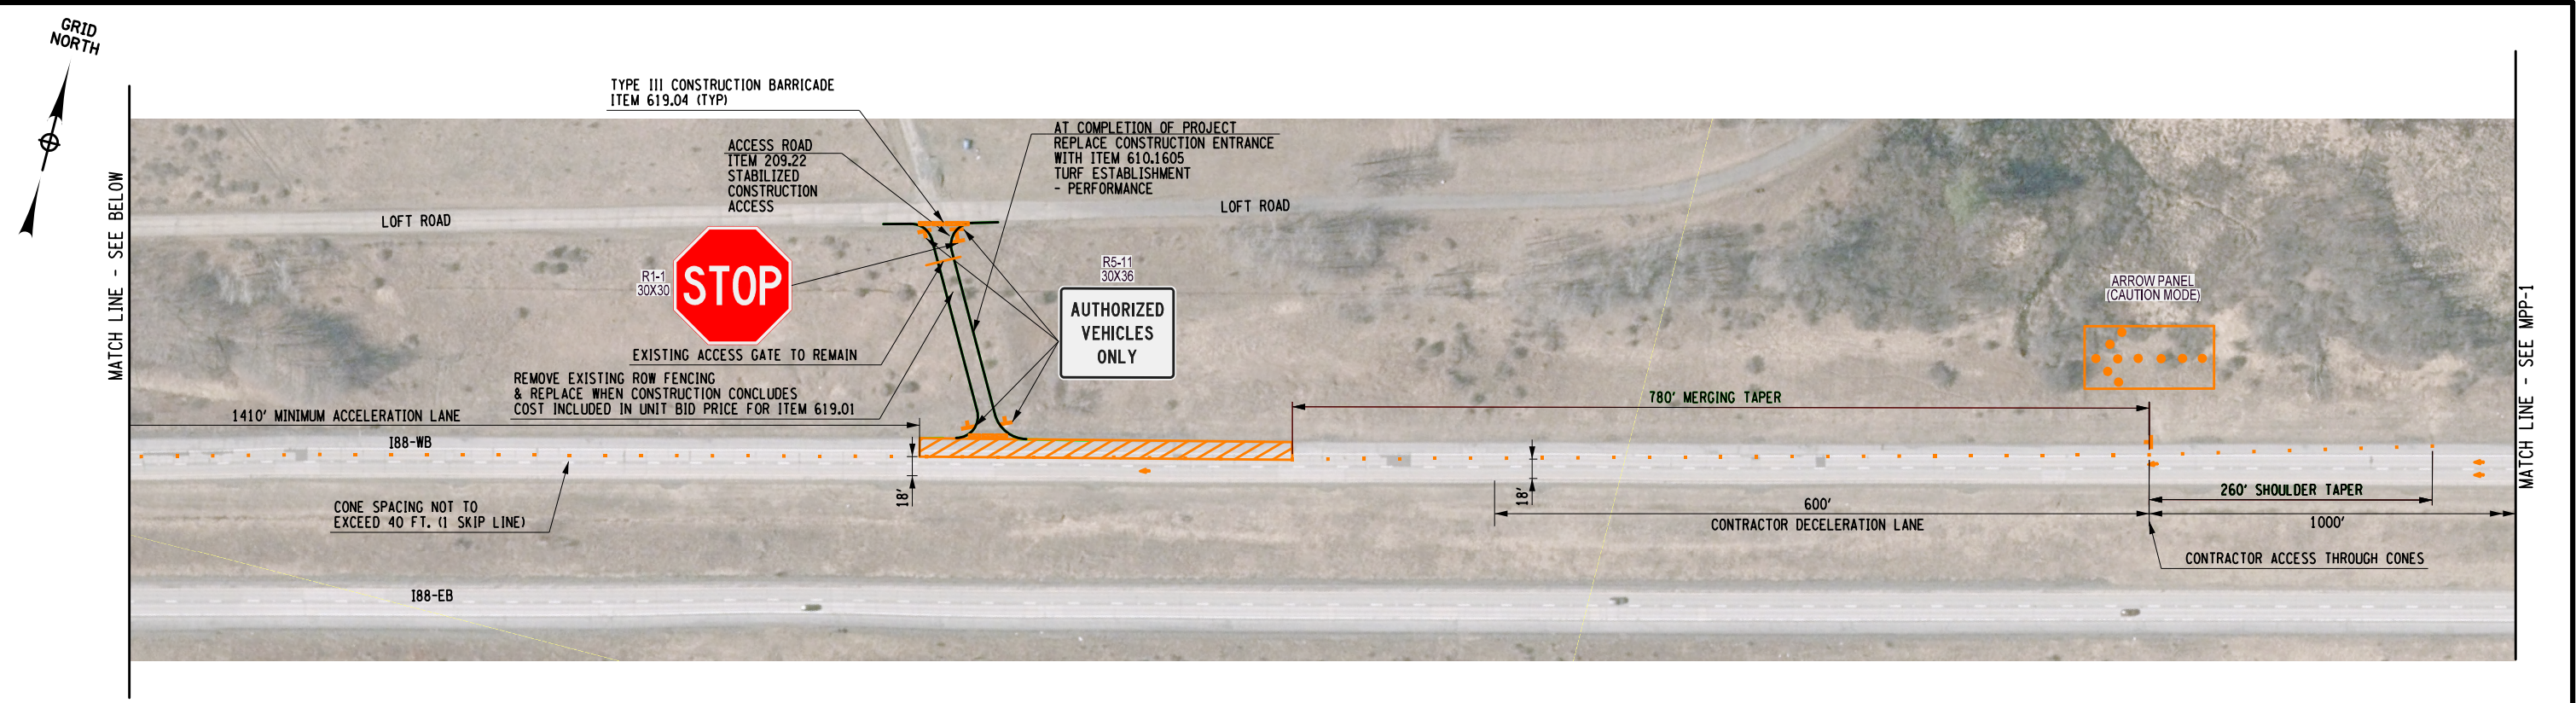 GRID
NORTH
TYPE III CONSTRUCTION BARRICADE
ITEM 619.04 (TYP)
ACCESS ROAD
ITEM 209.22
STABILIZED
CONSTRUCTION
ACCESS
AT COMPLETION OF PROJECT
REPLACE CONSTRUCTION ENTRANCE
WITH ITEM 610.1605
TURF ESTABLISHMENT
- PERFORMANCE
MATCH LINE - SEE BELOW
LOFT ROAD
LOFT ROAD
R1-1
30X30
STOP
R5-11
30X36
AUTHORIZED
VEHICLES
ONLY
ARROW PANEL
(CAUTION MODE)
MATCH LINE - SEE MPP-1
EXISTING ACCESS GATE TO REMAIN
REMOVE EXISTING ROW FENCING
& REPLACE WHEN CONSTRUCTION CONCLUDES
COST INCLUDED IN UNIT BID PRICE FOR ITEM 619.01
1410' MINIMUM ACCELERATION LANE
780' MERGING TAPER
I88-WB
18'
18'
CONE SPACING NOT TO
EXCEED 40 FT. (1 SKIP LINE)
600'
CONTRACTOR DECELERATION LANE
260' SHOULDER TAPER
1000'
CONTRACTOR ACCESS THROUGH CONES
I88-EB